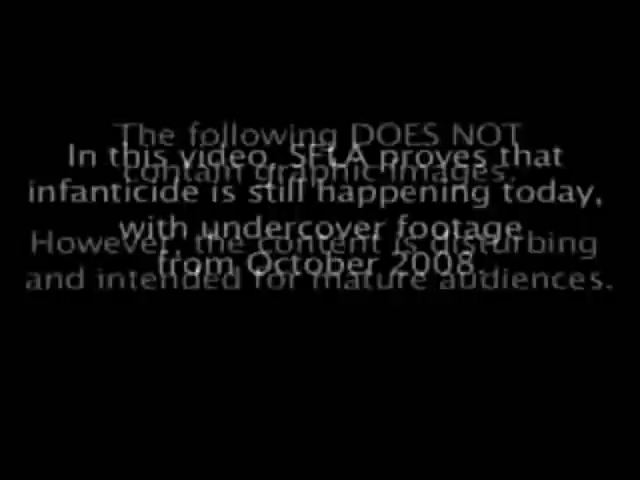 The following DOES NOT
contain graphic images.
However, the content is disturbing
and intended for mature audiences.
In this video, SFLA proves that
infanticide is still happening today,
with undercover footage
from October 2008.